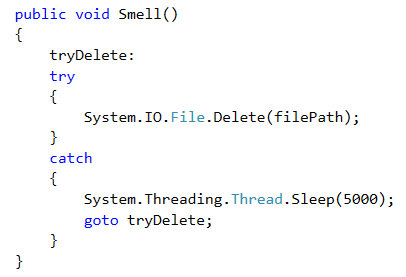 public void Smell()
{
    tryDelete:
    try
    {
        System.IO.File.Delete(filePath);
    }
    catch
    {
        System.Threading.Thread.Sleep(5000);
        goto tryDelete;
    }
}